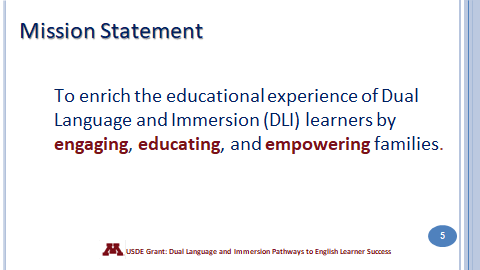 Mission Statement
To enrich the educational experience of Dual
Language and Immersion (DLI) learners by
engaging, educating, and empowering families.
5
USDE Grant: Dual Language and Immersion Pathways to English Learner Success